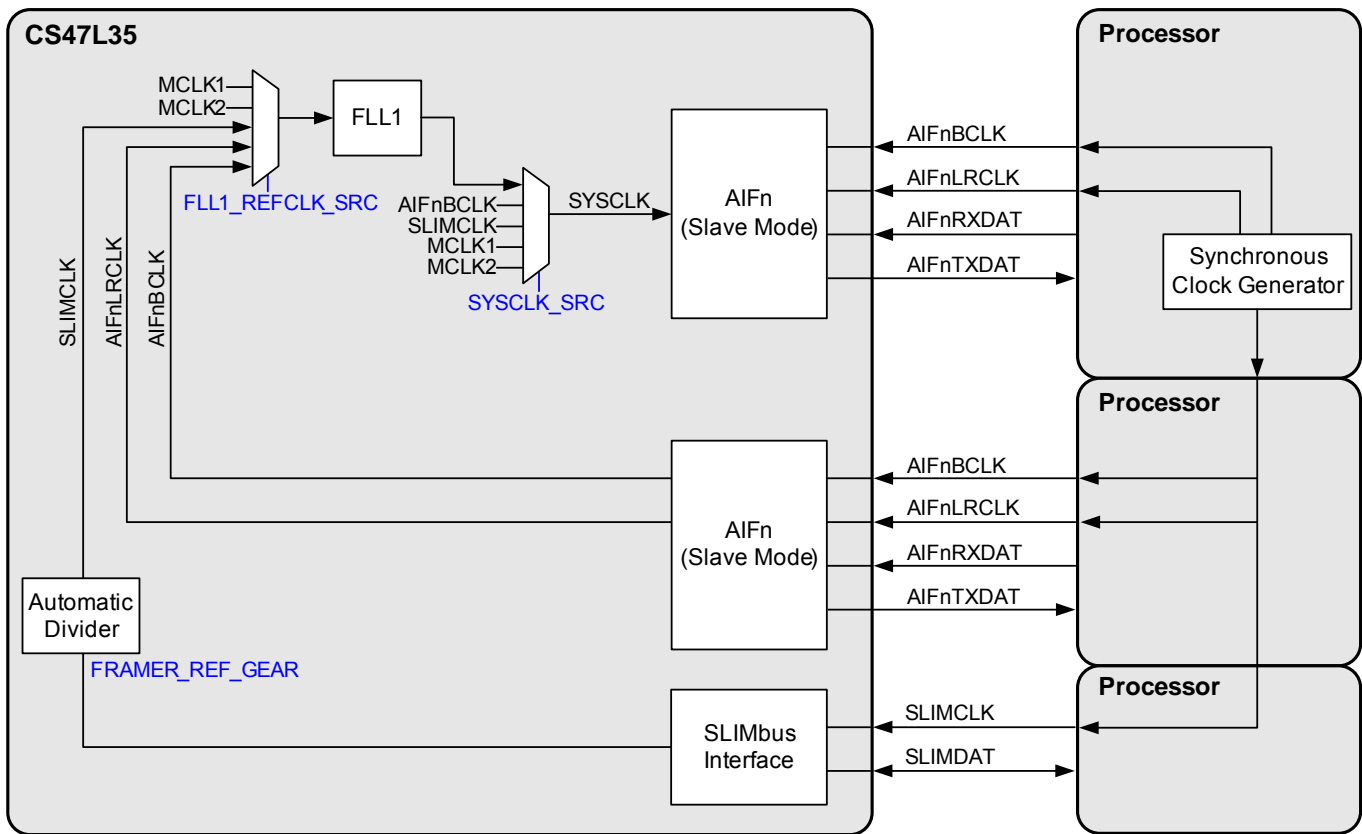 CS47L35
Processor
MCLK1
MCLK2
FLL1
FLL1_REFCLK_SRC
AIFnBCLK
SLIMCLK
MCLK1
MCLK2
SYSCLK_SRC
SYSCLK
AIFn
(Slave Mode)
AIFnBCLK
AIFnLRCLK
AIFnRXDAT
AIFnTXDAT
Synchronous
Clock Generator
SLIMCLK
AIFnLRCLK
AIFnBCLK
Processor
AIFn
(Slave Mode)
AIFnBCLK
AIFnLRCLK
AIFnRXDAT
AIFnTXDAT
Automatic
Divider
FRAMER_REF_GEAR
Processor
SLIMbus
Interface
SLIMCLK
SLIMDAT